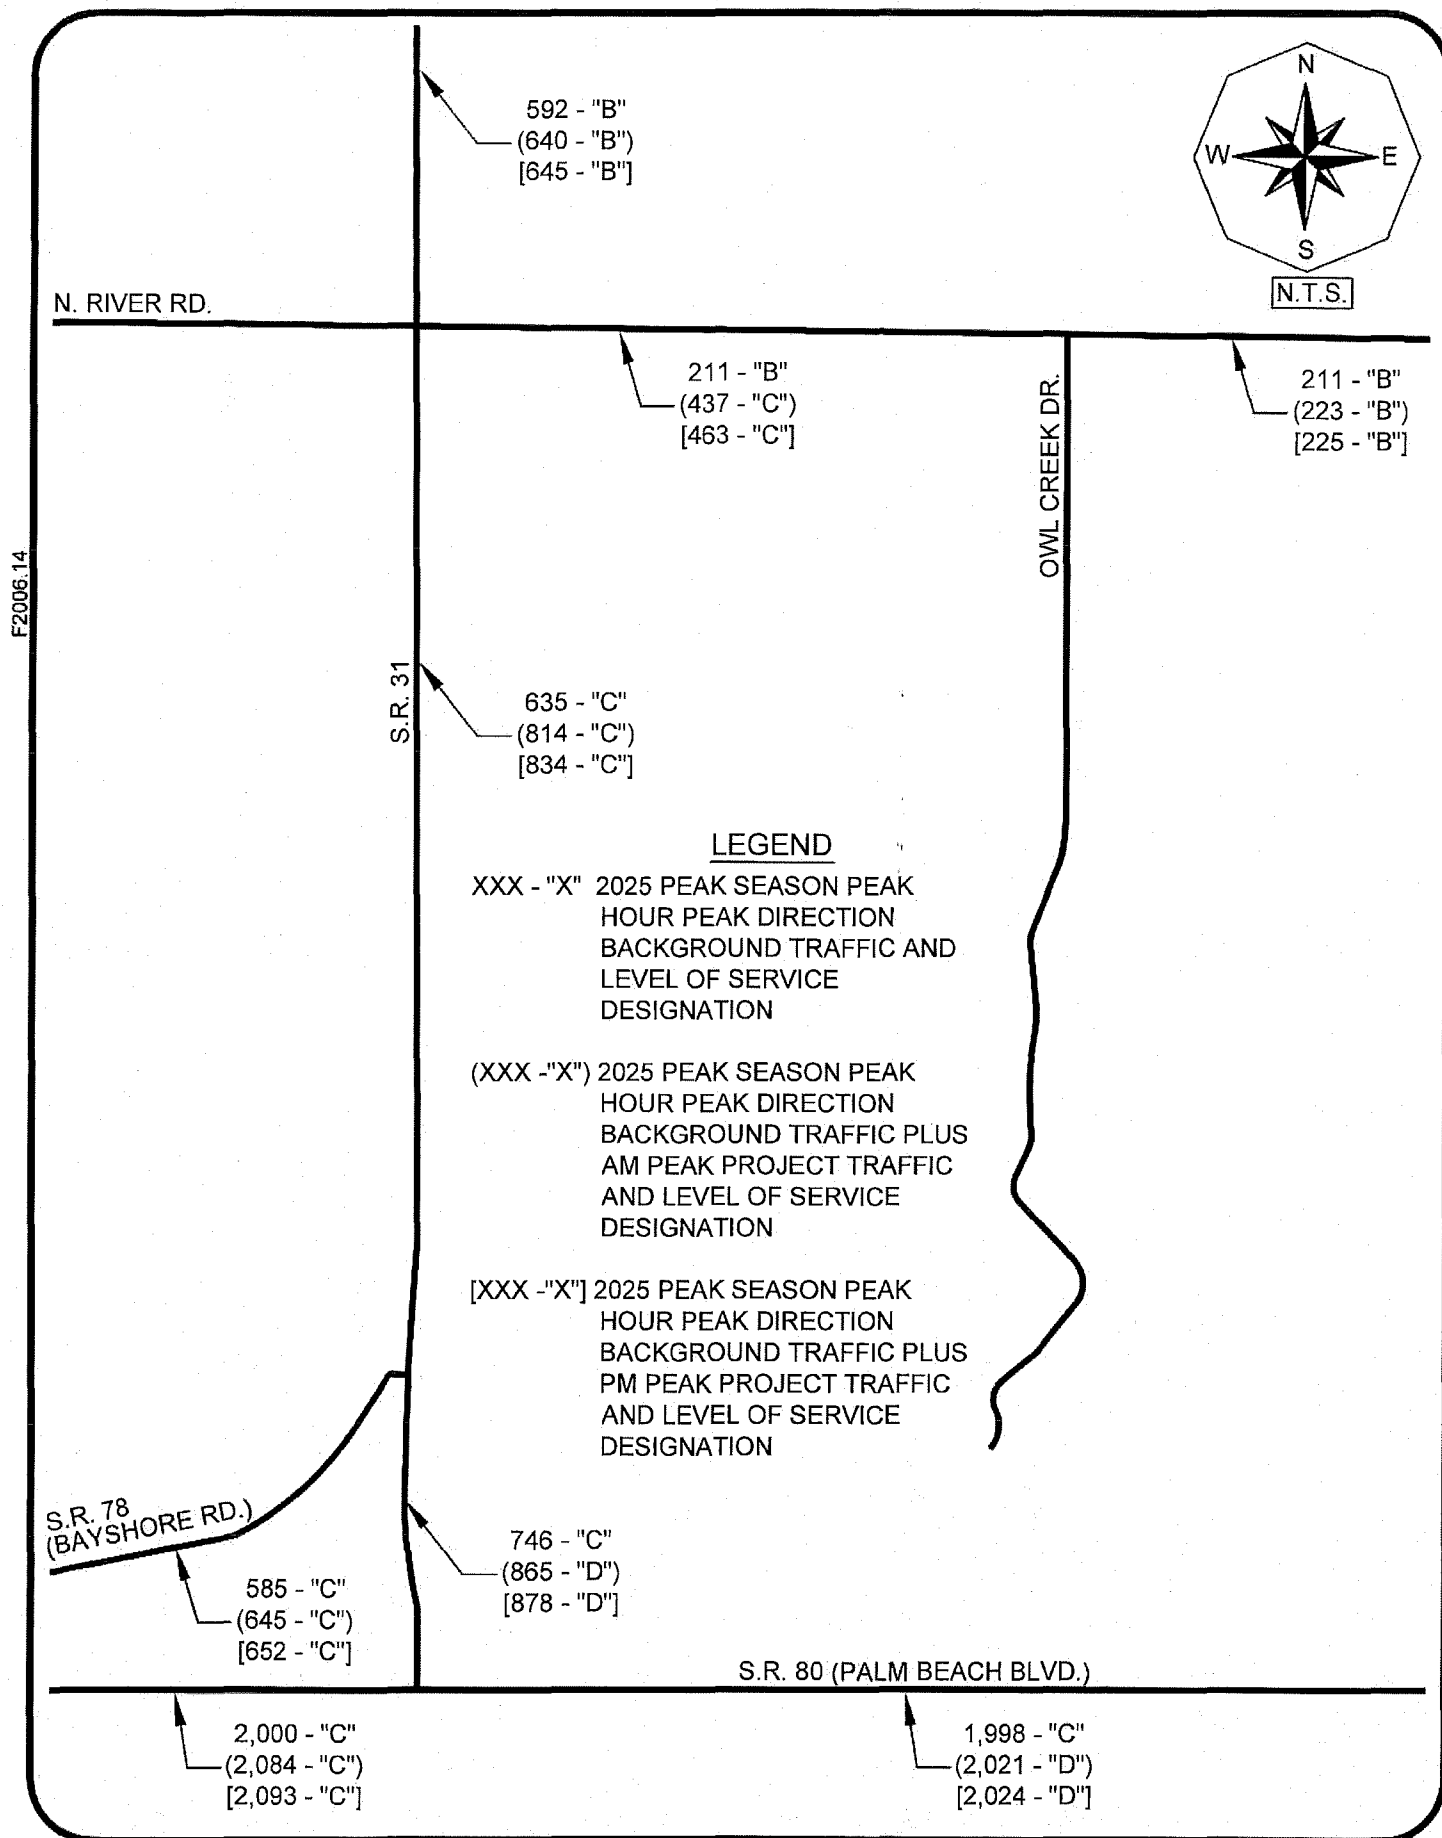 592 - "B"
(640 - "B")
[645 - "B"]
N
W
E
S
N.T.S.
N. RIVER RD.
211 - "B"
(437 - "C")
[463 - "C"]
211 - "B"
(223 - "B")
[225 - "B"]
OWL CREEK DR.
F2006.14
S.R. 31
635 - "C"
(814 - "C")
[834 - "C"]
LEGEND
XXX - "X" 2025 PEAK SEASON PEAK
HOUR PEAK DIRECTION
BACKGROUND TRAFFIC AND
LEVEL OF SERVICE
DESIGNATION
(XXX -"X") 2025 PEAK SEASON PEAK
HOUR PEAK DIRECTION
BACKGROUND TRAFFIC PLUS
AM PEAK PROJECT TRAFFIC
AND LEVEL OF SERVICE
DESIGNATION
[XXX -"X"] 2025 PEAK SEASON PEAK
HOUR PEAK DIRECTION
BACKGROUND TRAFFIC PLUS
PM PEAK PROJECT TRAFFIC
AND LEVEL OF SERVICE
DESIGNATION
S.R. 78
(BAYSHORE RD.)
746 - "C"
(865 - "D")
[878 - "D"]
585 - "C"
(645 - "C")
[652 - "C"]
S.R. 80 (PALM BEACH BLVD.)
2,000 - "C"
(2,084 - "C")
[2,093 - "C"]
1,998 - "C"
(2,021 - "D")
[2,024 - "D"]